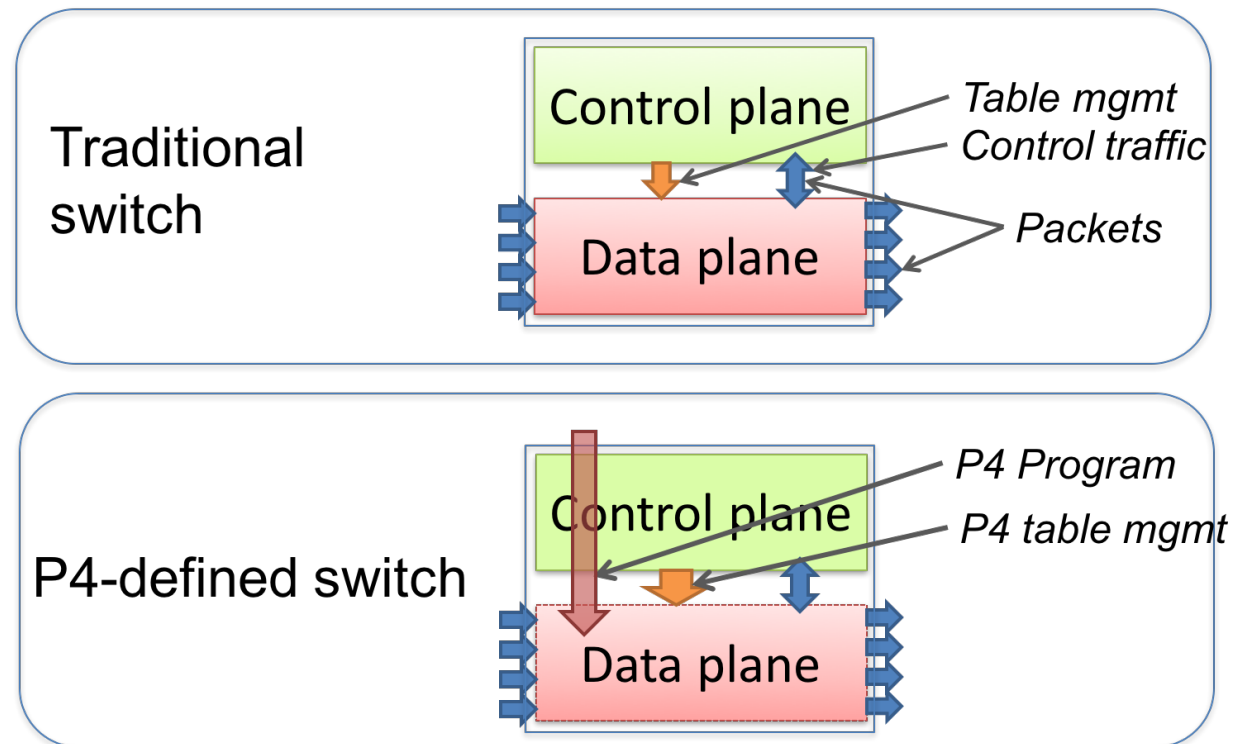 Traditional
switch
Control plane
Data plane
Table mgmt
Control traffic
Packets
P4-defined switch
Control plane
Data plane
P4 Program
P4 table mgmt